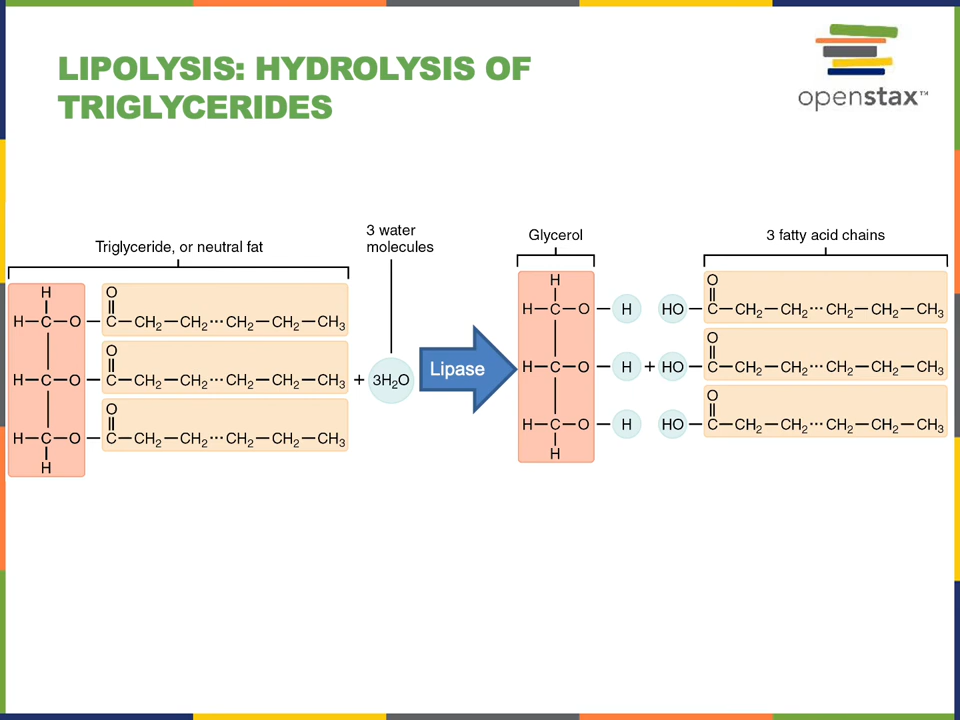 LIPOLYSIS: HYDROLYSIS OF
TRIGLYCERIDES
openstax™
Triglyceride, or neutral fat
3 water
molecules
Glycerol
3 fatty acid chains
H
O
H—C—O—C—CH₂—CH₂···CH₂—CH₂—CH₃
O
H—C—O—C—CH₂—CH₂···CH₂—CH₂—CH₃
O
H—C—O—C—CH₂—CH₂···CH₂—CH₂—CH₃
H
+
3H₂O
Lipase
H
H—C—O—H
H—C—O—H
H—C—O—H
H
+
O
HO—C—CH₂—CH₂···CH₂—CH₂—CH₃
O
HO—C—CH₂—CH₂···CH₂—CH₂—CH₃
O
HO—C—CH₂—CH₂···CH₂—CH₂—CH₃